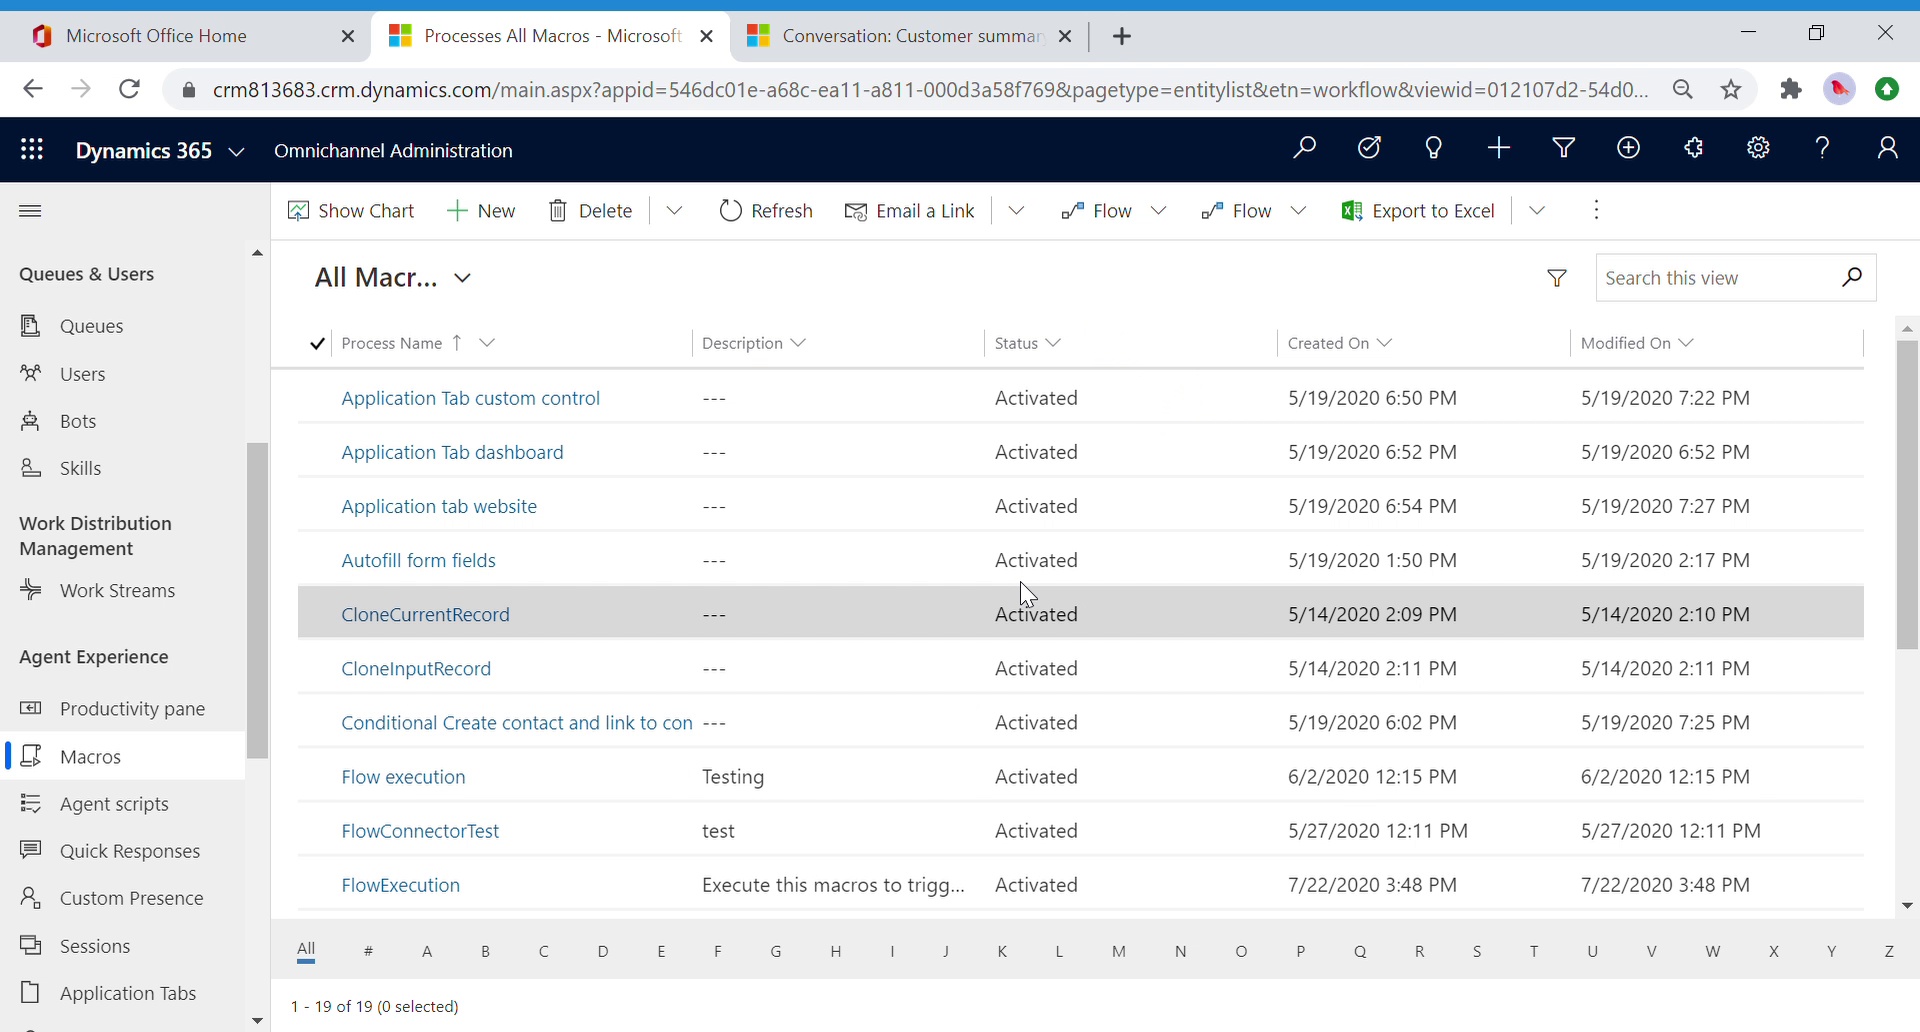 Microsoft Office Home
Processes All Macros - Microsoft
Conversation: Customer summar
crm813683.crm.dynamics.com/main.aspx?appid=546dc01e-a68c-ea11-a811-000d3a58f769&pagetype=entitylist&etn=workflow&viewid=012107d2-54d0...
Dynamics 365
Omnichannel Administration
Show Chart
New
Delete
Refresh
Email a Link
Flow
Flow
Export to Excel
Queues & Users
Queues
Users
Bots
Skills
Work Distribution
Management
Work Streams
Agent Experience
Productivity pane
Macros
Agent scripts
Quick Responses
Custom Presence
Sessions
Application Tabs
All Macr...
Search this view
Process Name Description Status Created On Modified On
Application Tab custom control --- Activated 5/19/2020 6:50 PM 5/19/2020 7:22 PM
Application Tab dashboard --- Activated 5/19/2020 6:52 PM 5/19/2020 6:52 PM
Application tab website --- Activated 5/19/2020 6:54 PM 5/19/2020 7:27 PM
Autofill form fields --- Activated 5/19/2020 1:50 PM 5/19/2020 2:17 PM
CloneCurrentRecord --- Activated 5/14/2020 2:09 PM 5/14/2020 2:10 PM
CloneInputRecord --- Activated 5/14/2020 2:11 PM 5/14/2020 2:11 PM
Conditional Create contact and link to con --- Activated 5/19/2020 6:02 PM 5/19/2020 7:25 PM
Flow execution Testing Activated 6/2/2020 12:15 PM 6/2/2020 12:15 PM
FlowConnectorTest test Activated 5/27/2020 12:11 PM 5/27/2020 12:11 PM
FlowExecution Execute this macros to trigg... Activated 7/22/2020 3:48 PM 7/22/2020 3:48 PM
All # A B C D E F G H I J K L M N O P Q R S T U V W X Y Z
1 - 19 of 19 (0 selected)